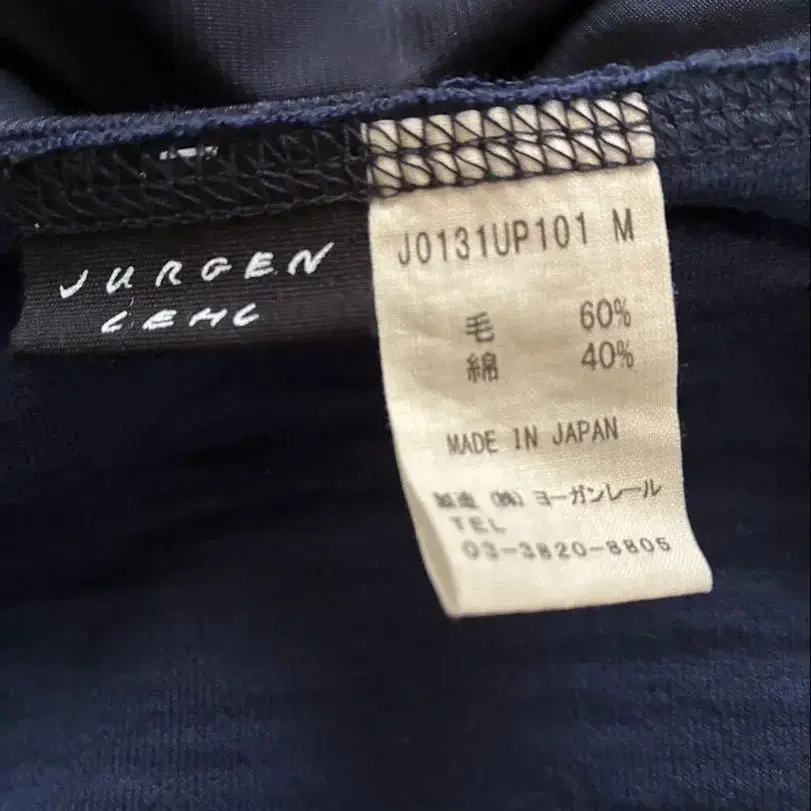 JURGEN
LEHL
J0131UP101 M
毛 60%
綿 40%
MADE IN JAPAN
製造 (株) ヨーガンレール
TEL
03-3820-8805